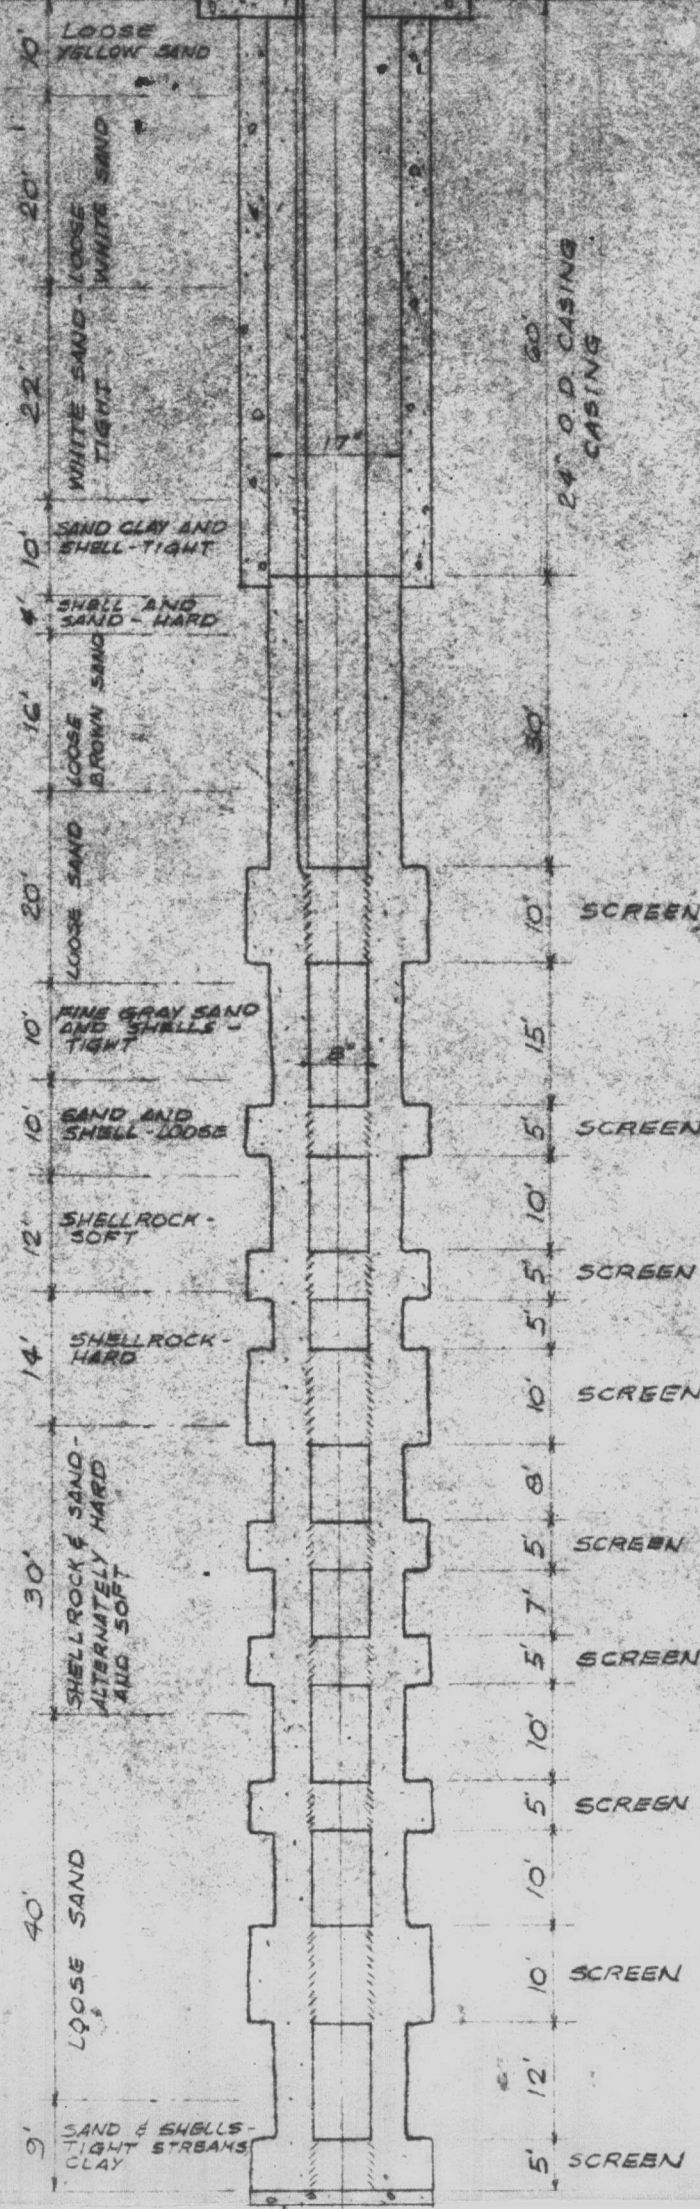 10'
LOOSE
YELLOW SAND
20'
LOOSE
WHITE SAND
22'
WHITE SAND-
TIGHT
10'
SAND CLAY AND
SHELL-TIGHT
4'
SHELL AND
SAND - HARD
16'
LOOSE
BROWN SAND
20'
LOOSE SAND
10'
FINE GRAY SAND
AND SHELLS -
TIGHT
10'
SAND AND
SHELL-LOOSE
12'
SHELLROCK -
SOFT
14'
SHELLROCK -
HARD
30'
SHELLROCK & SAND-
ALTERNATELY HARD
AND SOFT
40'
LOOSE SAND
9'
SAND & SHELLS-
TIGHT STREAMS
CLAY
17"
8"
60'
24" O.D. CASING
CASING
30'
10'
SCREEN
15'
5'
SCREEN
10'
5'
SCREEN
5'
10'
SCREEN
8'
5'
SCREEN
7'
5'
SCREEN
10'
5'
SCREEN
10'
10'
SCREEN
12'
5'
SCREEN